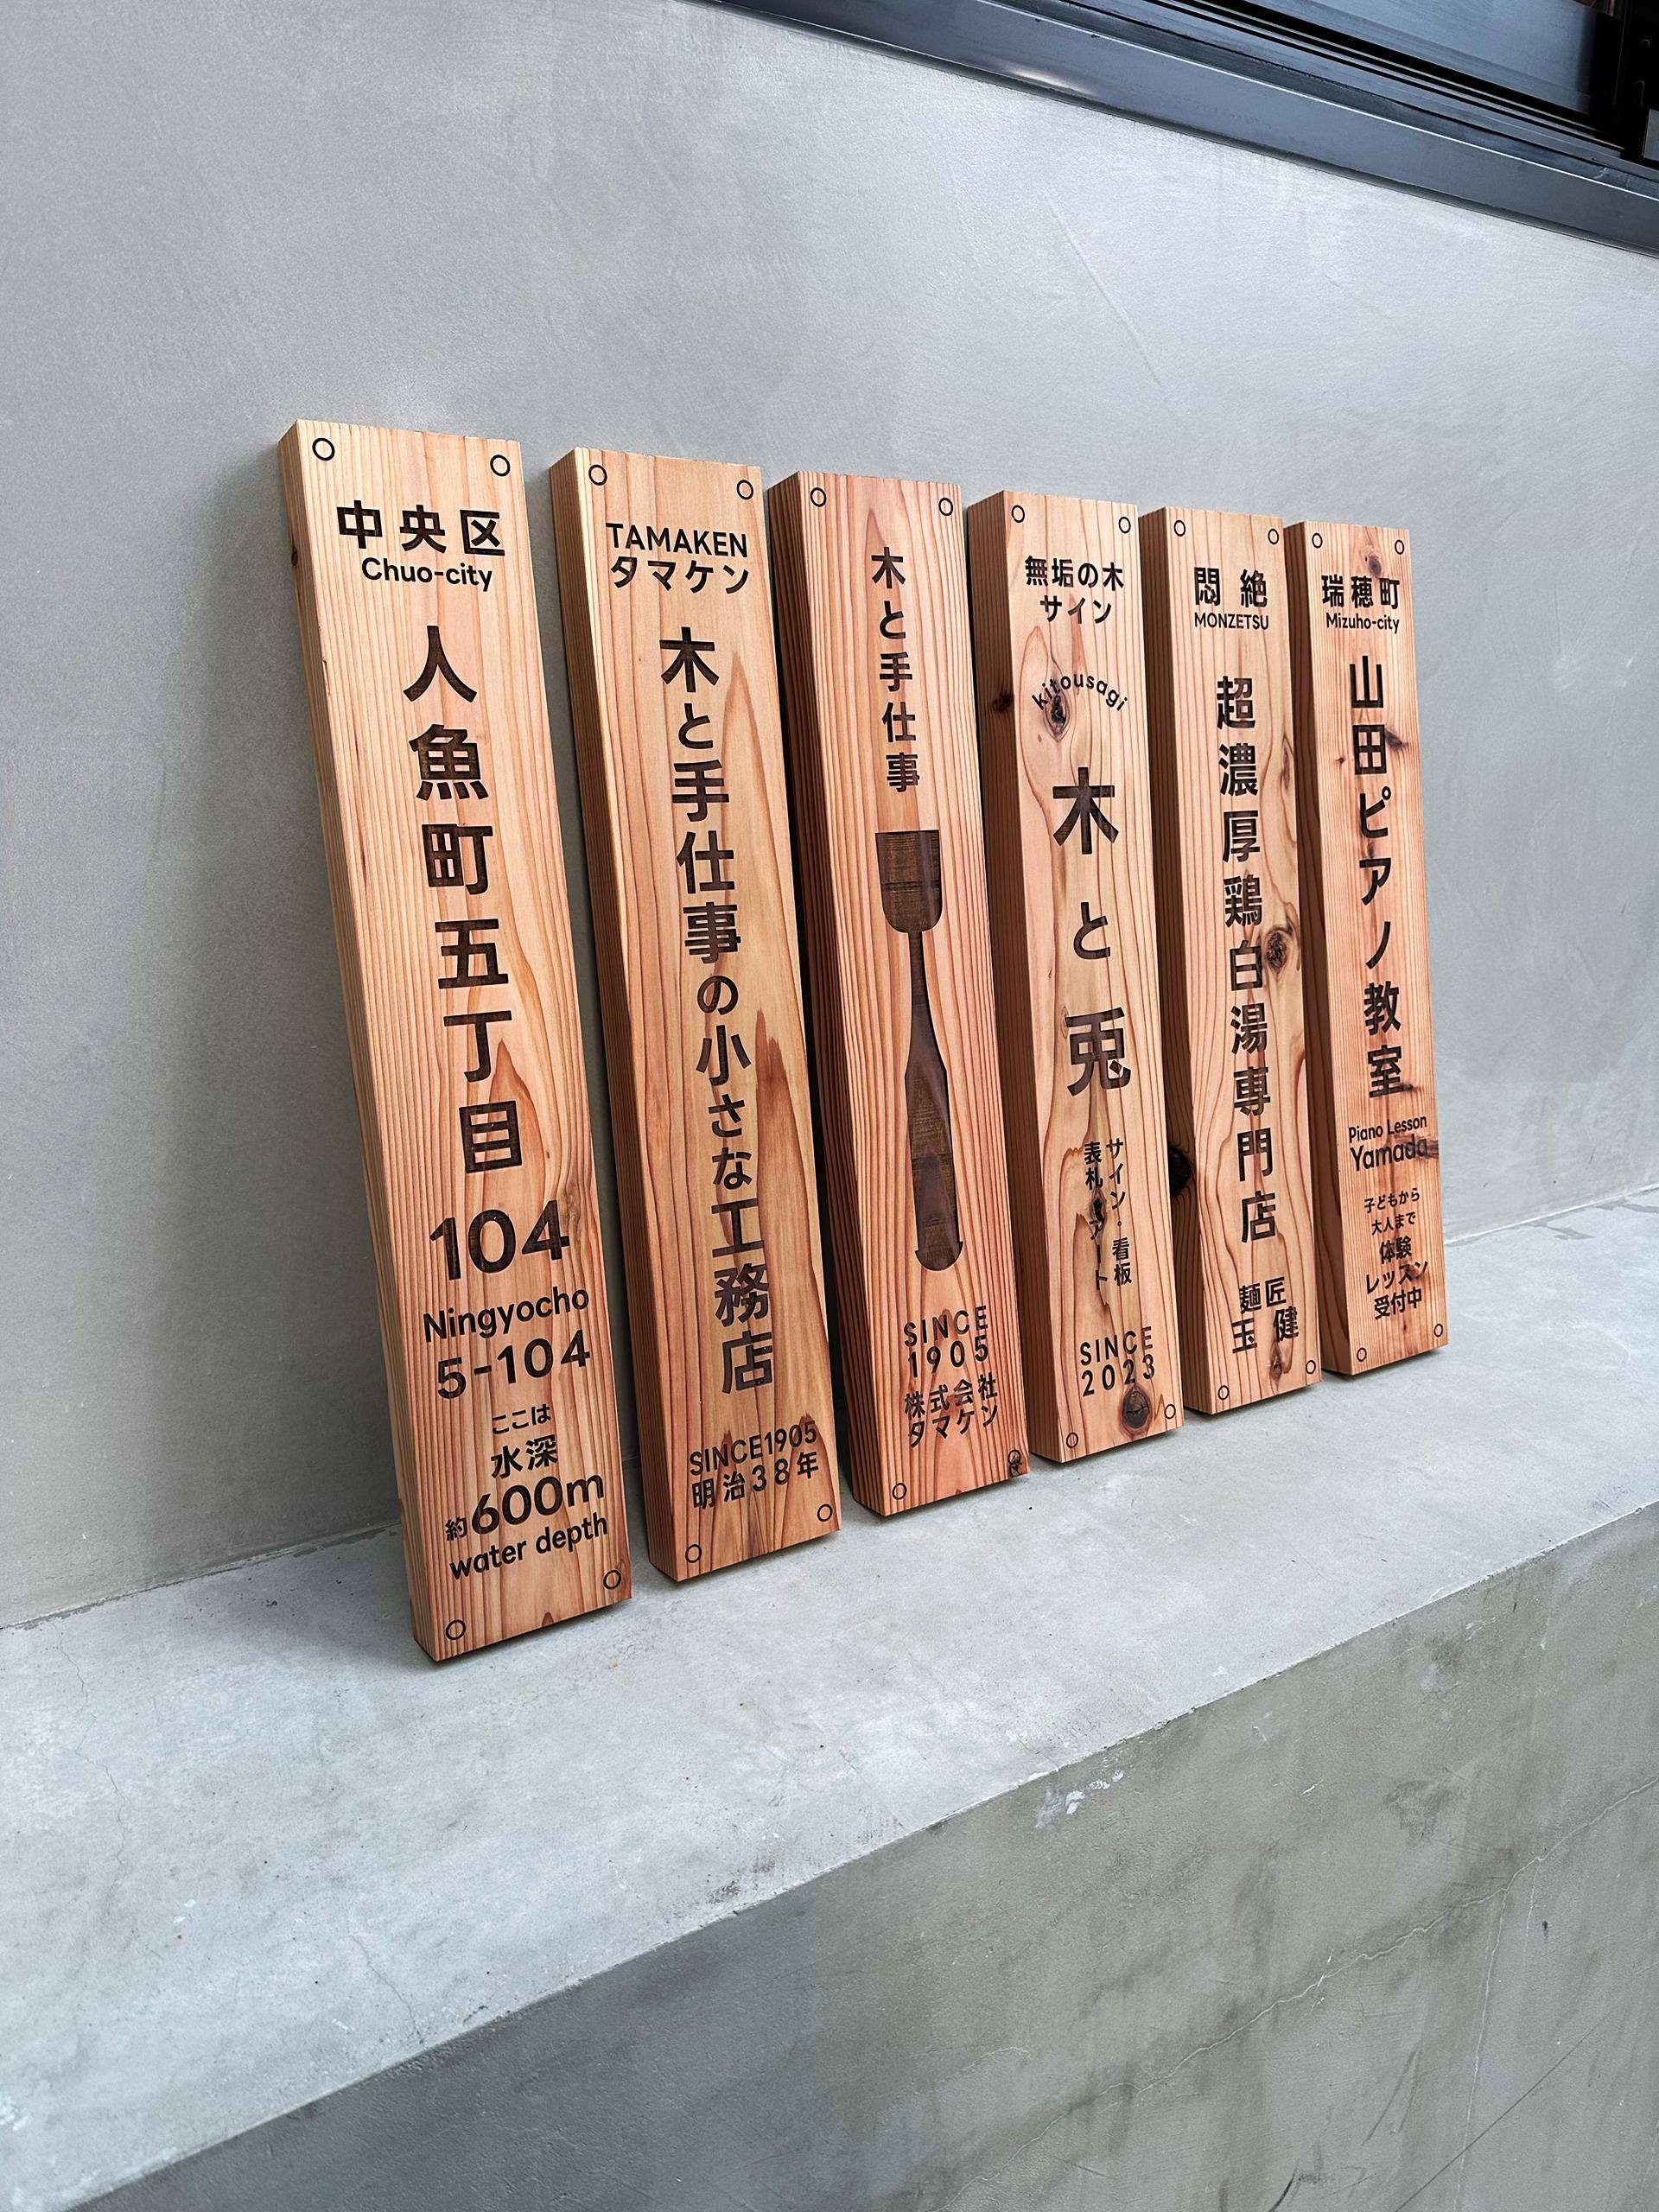 中央区
Chuo-city
人魚町五丁目
104
Ningyocho
5-104
ここは
水深
約600m
water depth
TAMAKEN
タマケン
木と手仕事の小さな工務店
SINCE1905
明治38年
木と手仕事
SINCE
1905
株式会社
タマケン
無垢の木
サイン
kitousagi
木と兎
サイン・看板
表札・アート
SINCE
2023
悶絶
MONZETSU
超濃厚鶏白湯専門店
麺匠
玉健
瑞穂町
Mizuho-city
山田ピアノ教室
Piano Lesson
Yamada
子どもから
大人まで
体験
レッスン
受付中